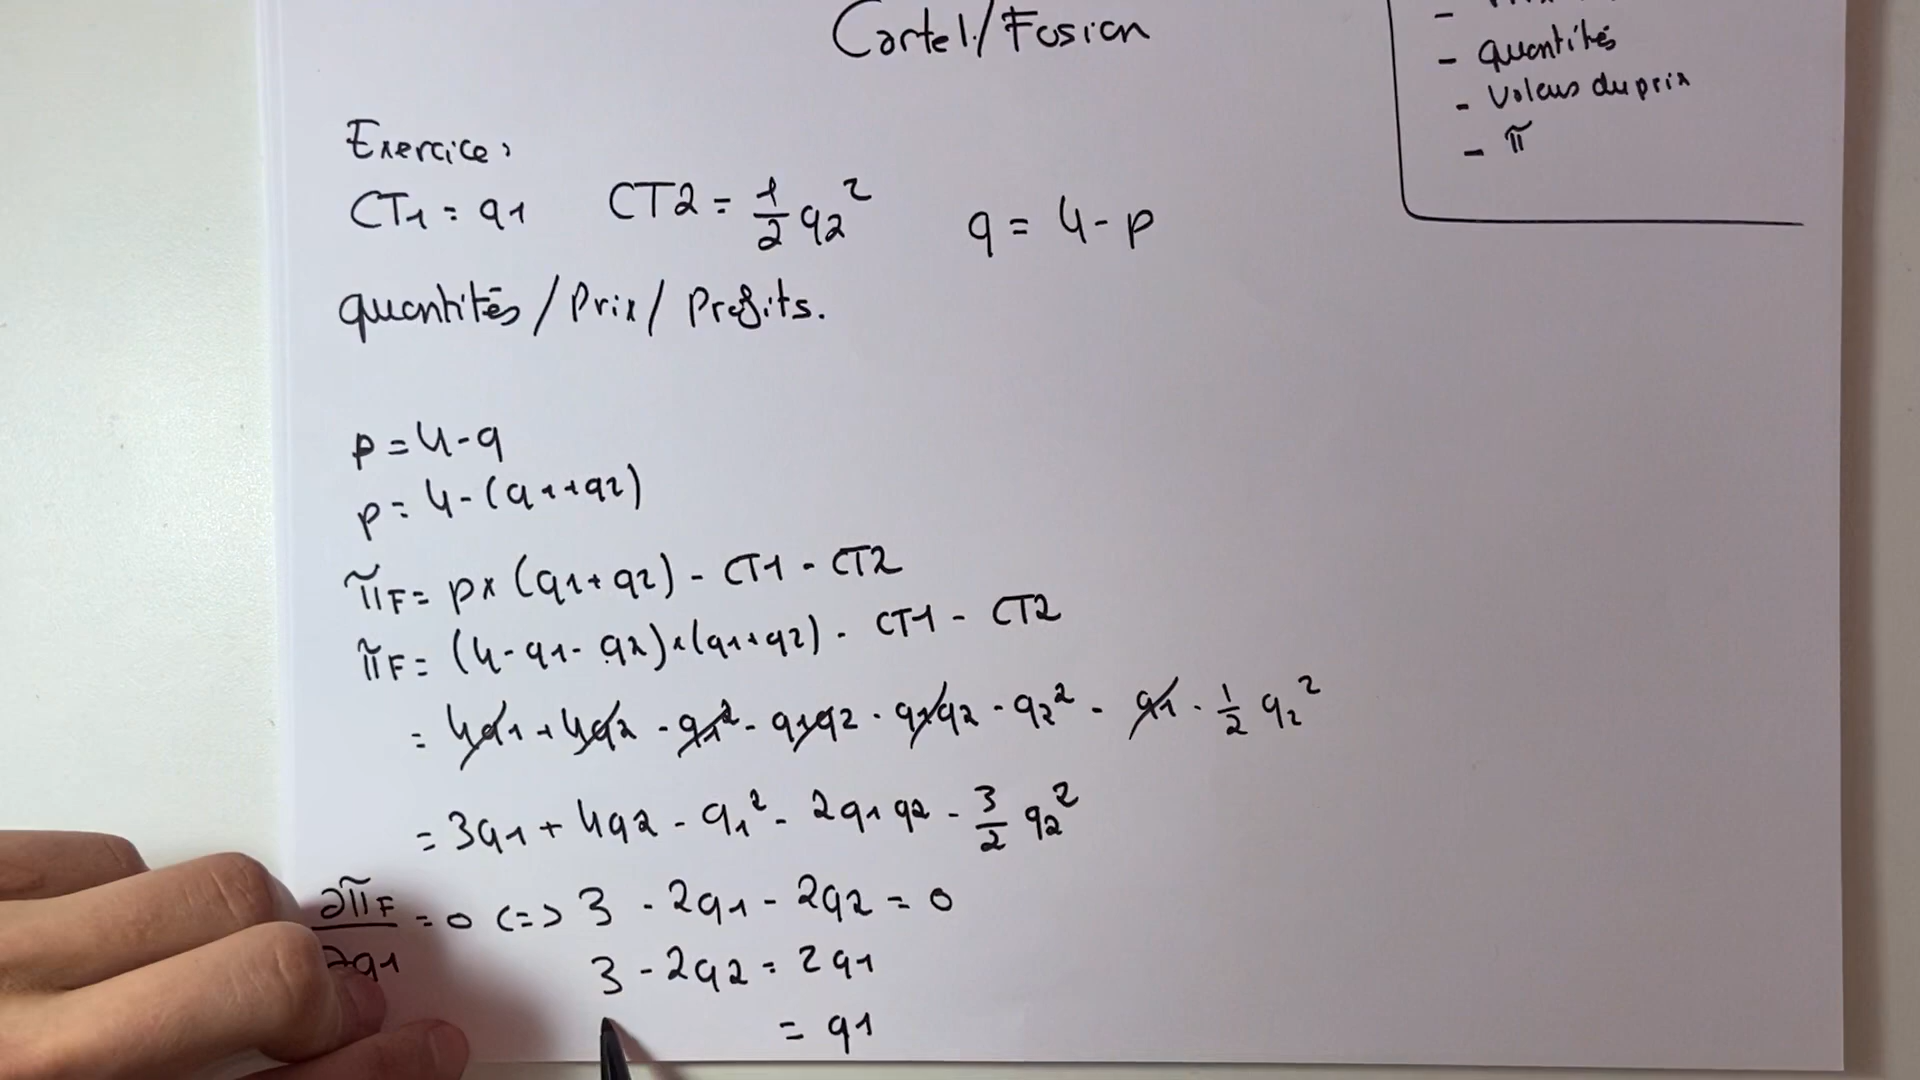 Cartel/Fusion
- quantités
- Valeurs du prix
- π
Exercice:
CT1 = q1 CT2 = 1/2 q2² q = 4 - p
quantités / Prix / Profits.
p = 4 - q
p = 4 - (q1+q2)
πF = p x (q1+q2) - CT1 - CT2
πF = (4 - q1 - q2) x (q1+q2) - CT1 - CT2
= 4q1 + 4q2 - q1² - q1q2 - q1q2 - q2² - q1 - 1/2 q2²
= 3q1 + 4q2 - q1² - 2q1q2 - 3/2 q2²
∂πF/∂q1 = 0 <=> 3 - 2q1 - 2q2 = 0
3 - 2q2 = 2q1
= q1